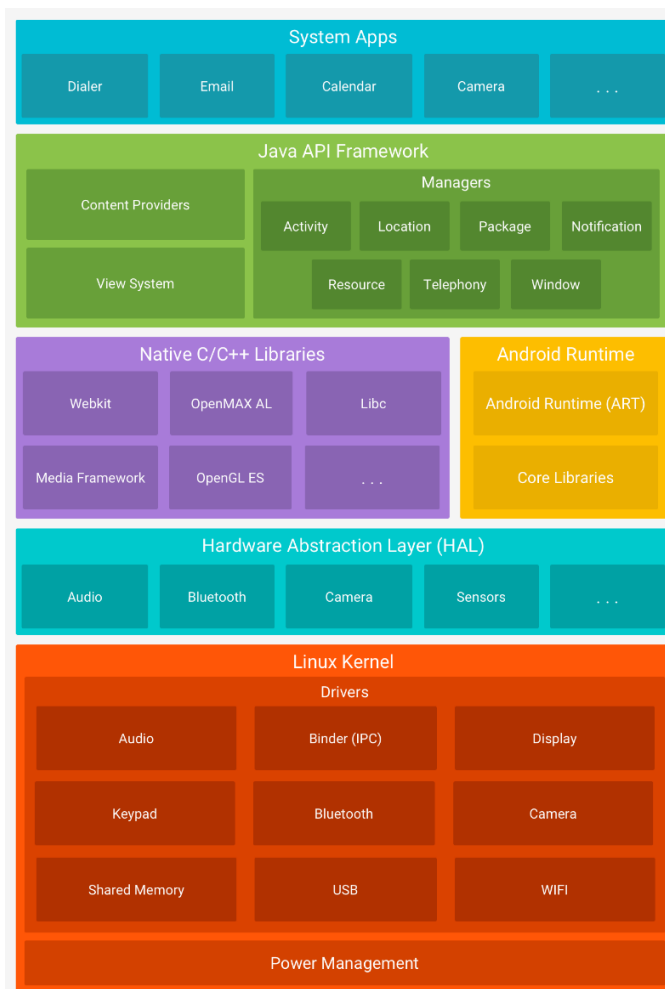 System Apps
Dialer
Email
Calendar
Camera
. . .
Java API Framework
Content Providers
View System
Managers
Activity
Location
Package
Notification
Resource
Telephony
Window
Native C/C++ Libraries
Webkit
OpenMAX AL
Libc
Media Framework
OpenGL ES
. . .
Android Runtime
Android Runtime (ART)
Core Libraries
Hardware Abstraction Layer (HAL)
Audio
Bluetooth
Camera
Sensors
. . .
Linux Kernel
Drivers
Audio
Binder (IPC)
Display
Keypad
Bluetooth
Camera
Shared Memory
USB
WIFI
Power Management